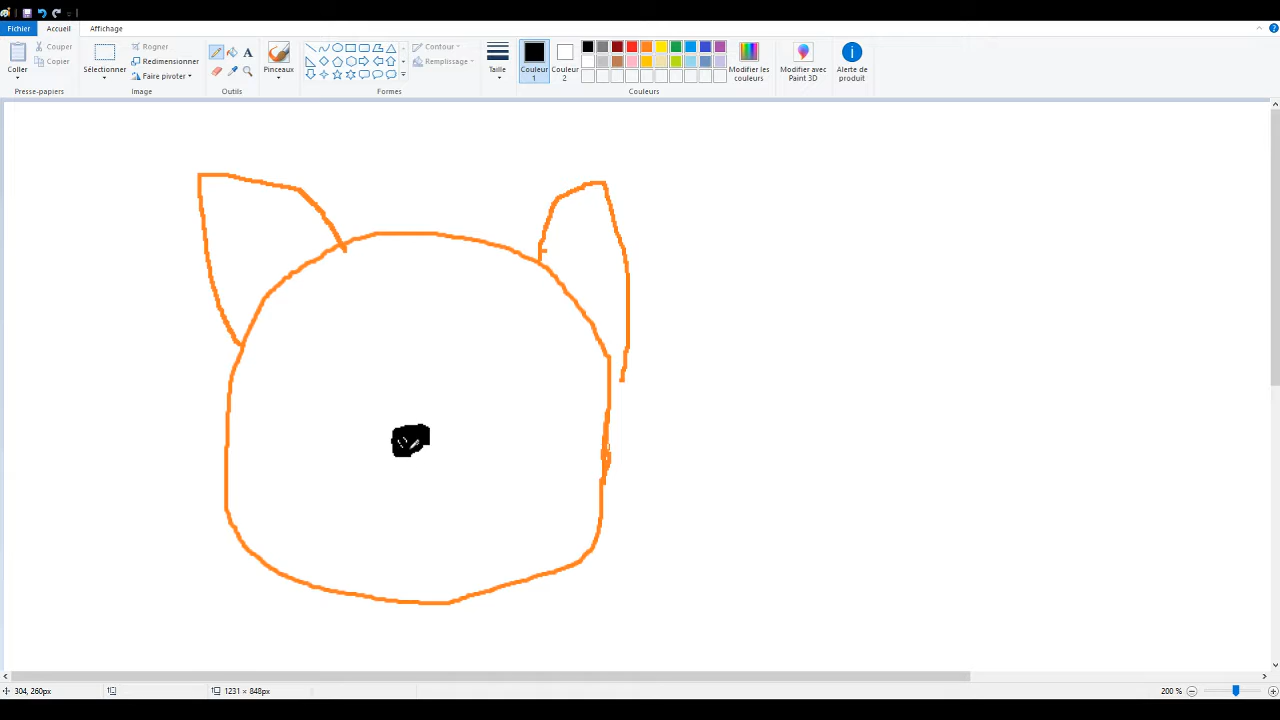 Fichier Accueil Affichage
Coller
Couper
Copier
Presse-papiers
Sélectionner
Rogner
Redimensionner
Faire pivoter
Image
A
Outils
Pinceaux
Contour
Remplissage
Formes
Taille
Couleur 1
Couleur 2
Modifier les couleurs
Couleurs
Modifier avec Paint 3D
Alerte de produit
304, 260px
1231 × 848px
200 %